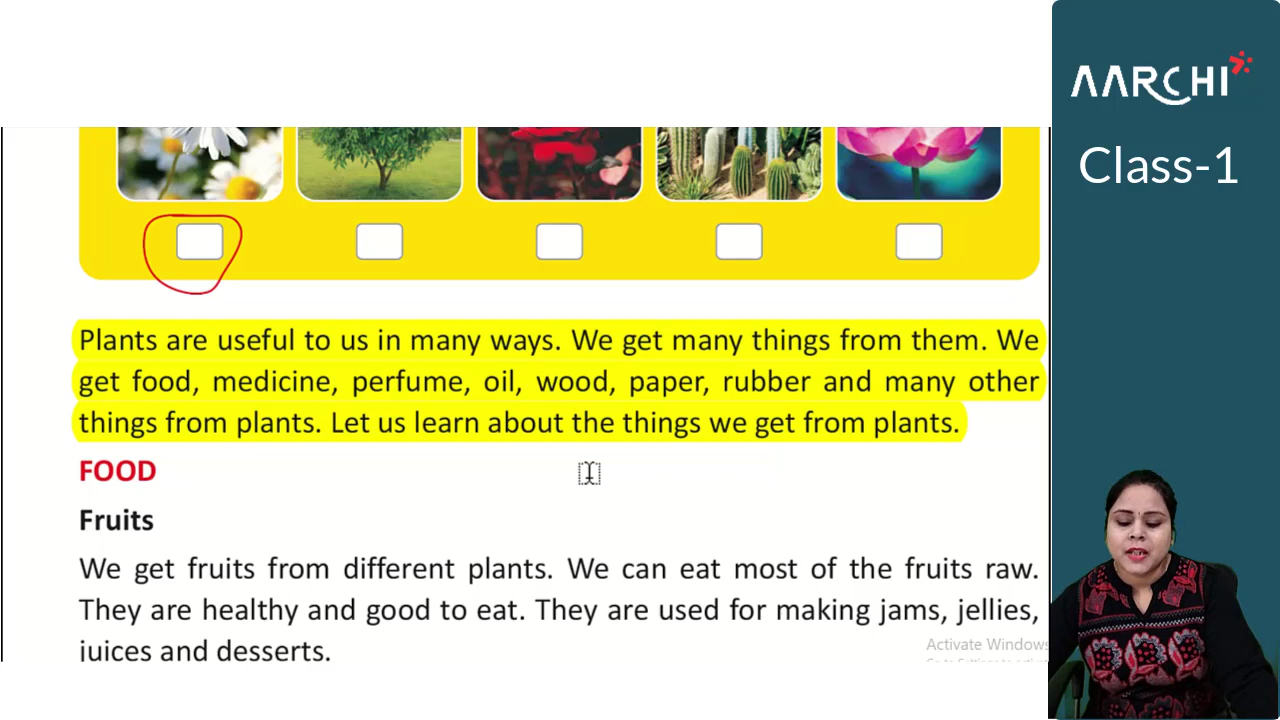 AARCHI
Class-1
Plants are useful to us in many ways. We get many things from them. We
get food, medicine, perfume, oil, wood, paper, rubber and many other
things from plants. Let us learn about the things we get from plants.
FOOD
Fruits
We get fruits from different plants. We can eat most of the fruits raw.
They are healthy and good to eat. They are used for making jams, jellies,
juices and desserts.
Activate Windows